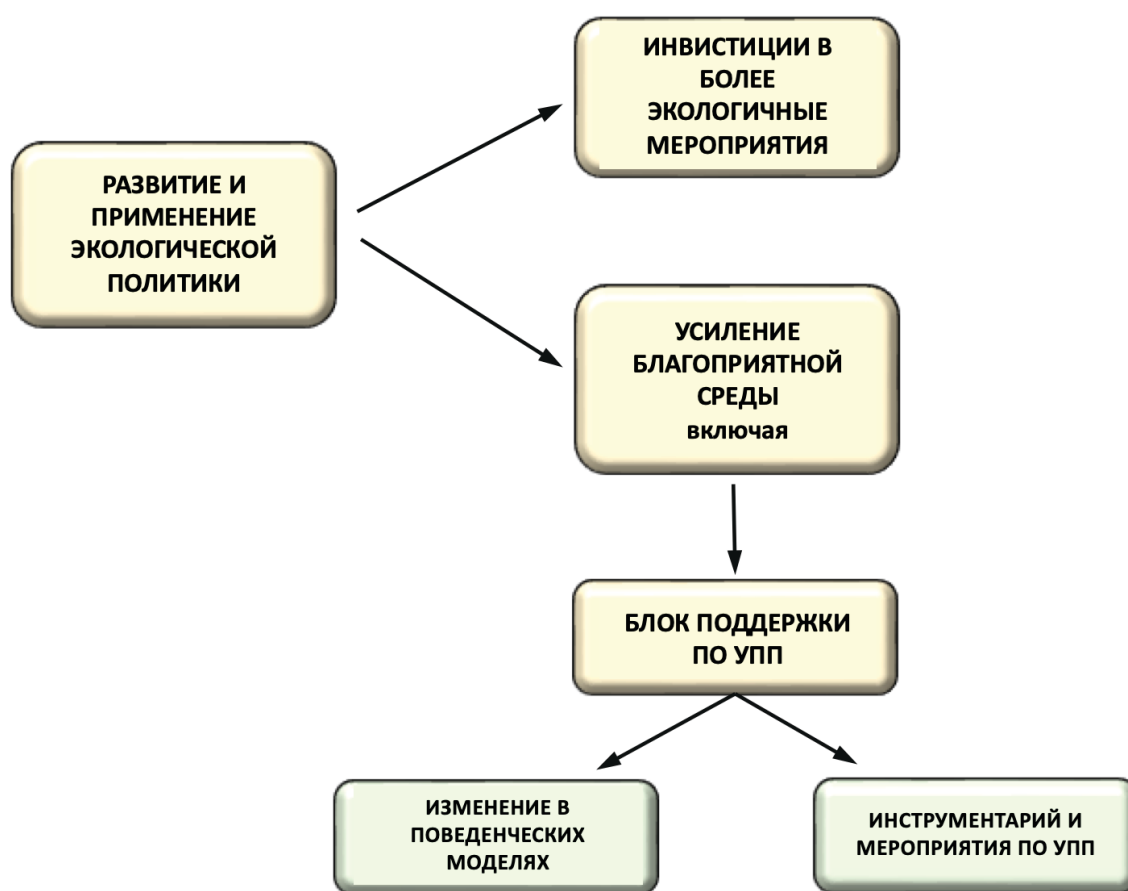 ИНВИСТИЦИИ В
БОЛЕЕ
ЭКОЛОГИЧНЫЕ
МЕРОПРИЯТИЯ
РАЗВИТИЕ И
ПРИМЕНЕНИЕ
ЭКОЛОГИЧЕСКОЙ
ПОЛИТИКИ
УСИЛЕНИЕ
БЛАГОПРИЯТНОЙ
СРЕДЫ
включая
БЛОК ПОДДЕРЖКИ
ПО УПП
ИЗМЕНЕНИЕ В
ПОВЕДЕНЧЕСКИХ
МОДЕЛЯХ
ИНСТРУМЕНТАРИЙ И
МЕРОПРИЯТИЯ ПО УПП